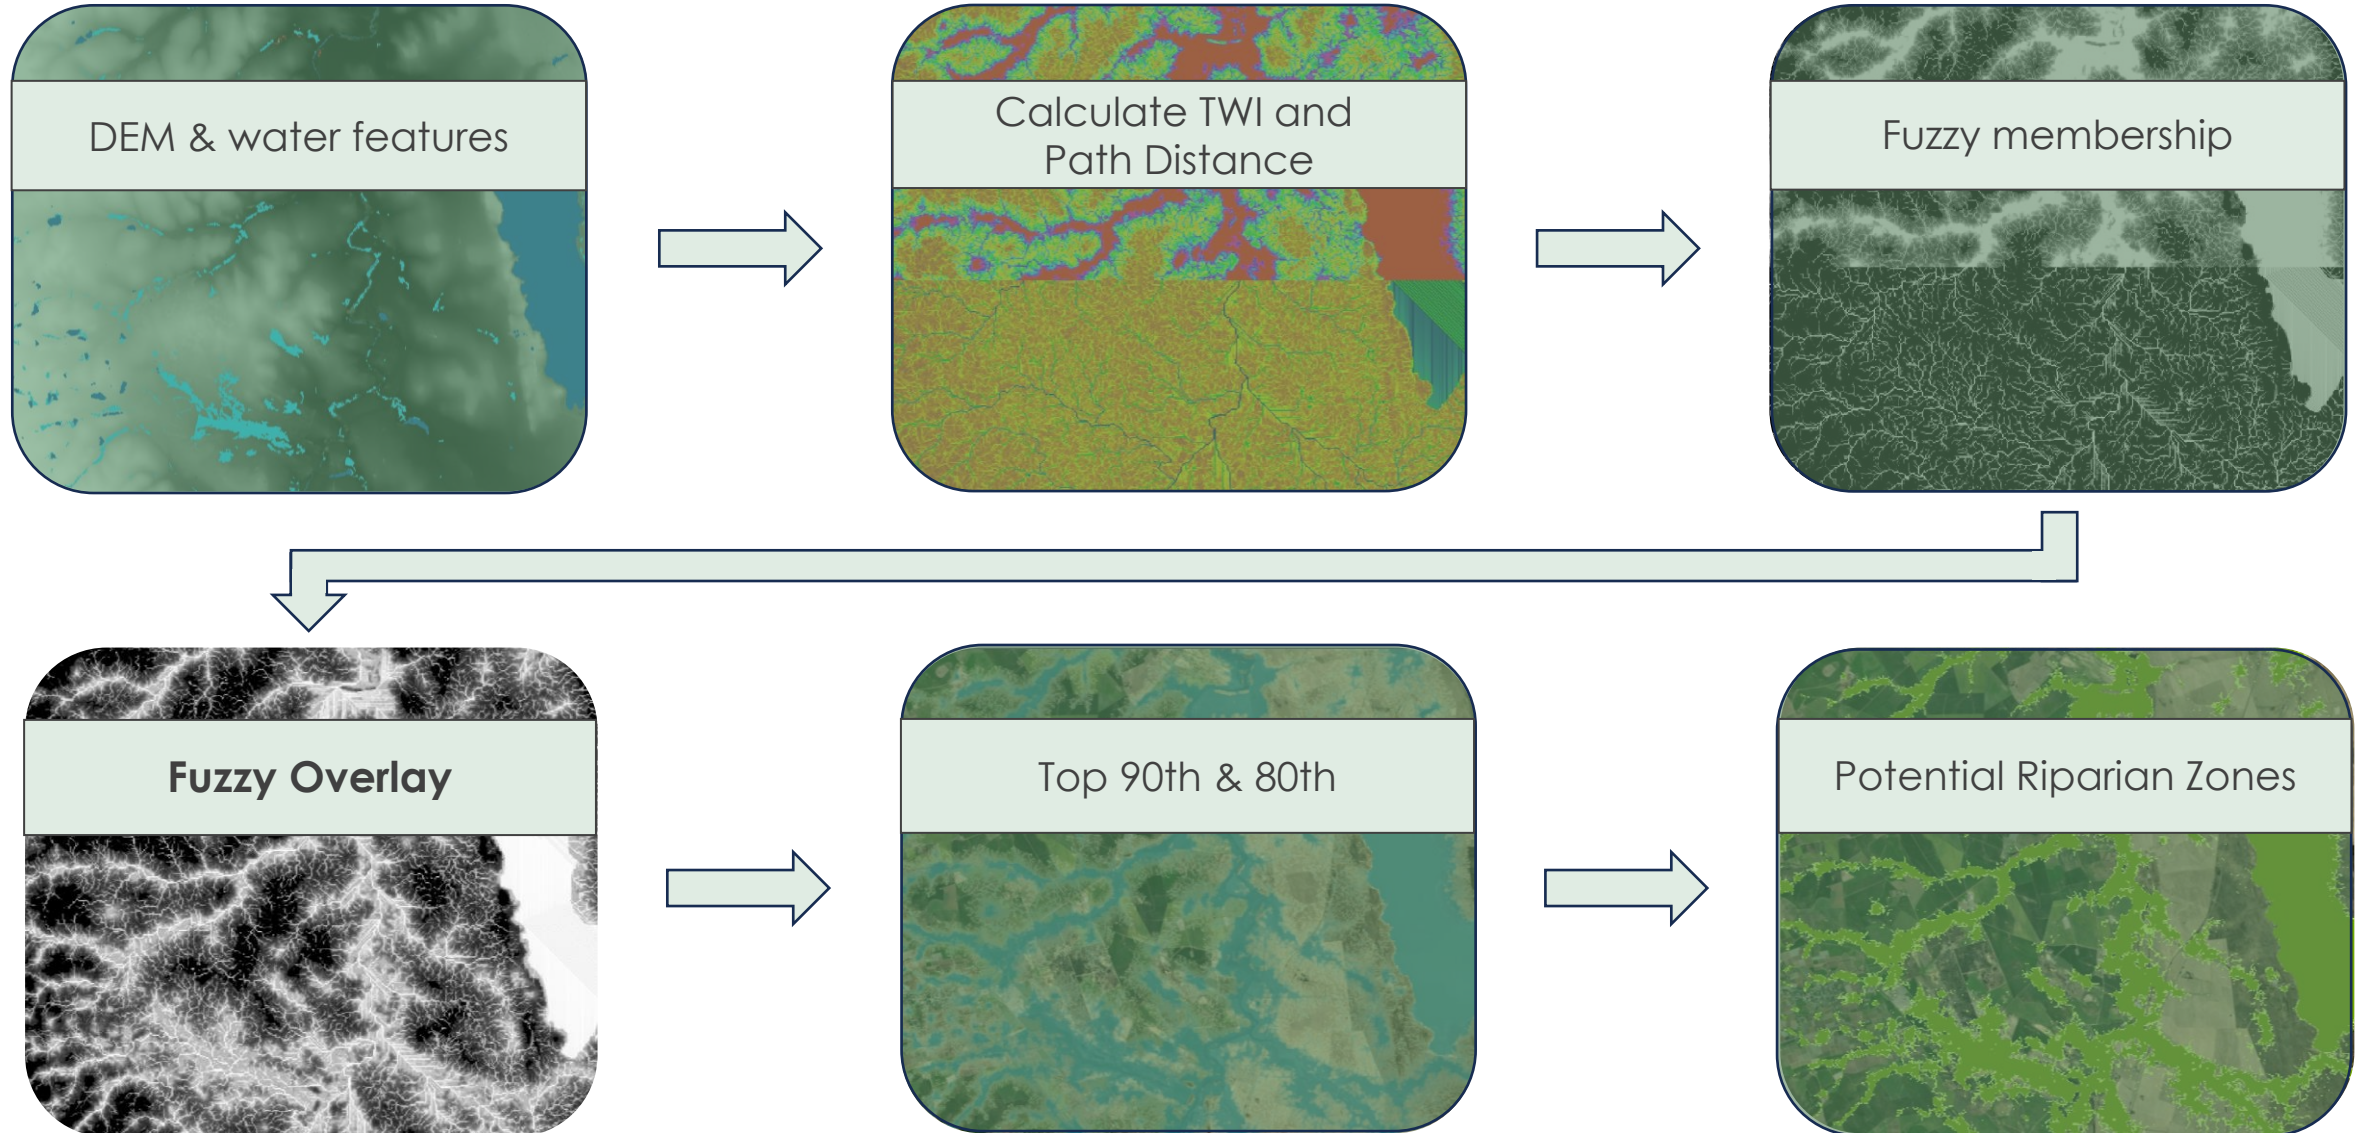 DEM & water features
Calculate TWI and
Path Distance
Fuzzy membership
Fuzzy Overlay
Top 90th & 80th
Potential Riparian Zones